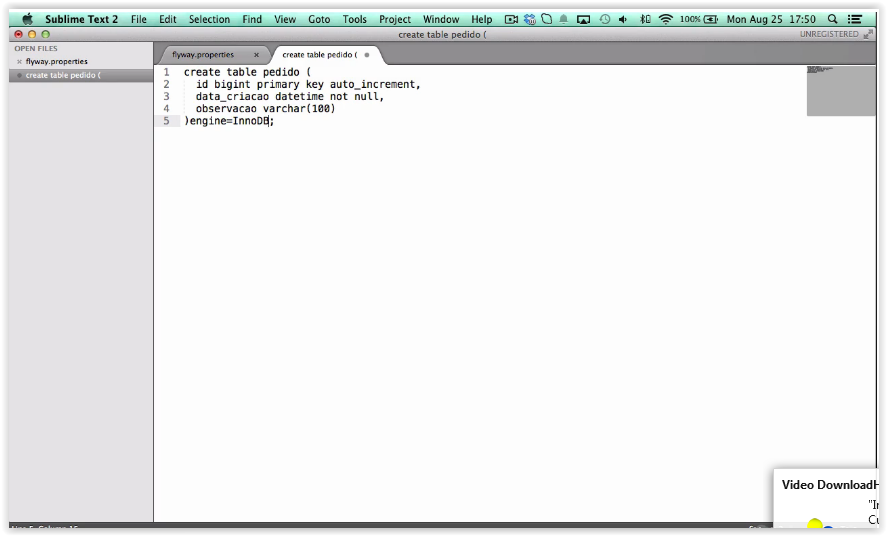 Sublime Text 2 File Edit Selection Find View Goto Tools Project Window Help 100% Mon Aug 25 17:50
create table pedido (
UNREGISTERED
OPEN FILES
flyway.properties
create table pedido (
flyway.properties
create table pedido (
1 create table pedido (
2 id bigint primary key auto_increment,
3 data_criacao datetime not null,
4 observacao varchar(100)
5 )engine=InnoDB;
Video DownloadH
"Ir
Cu